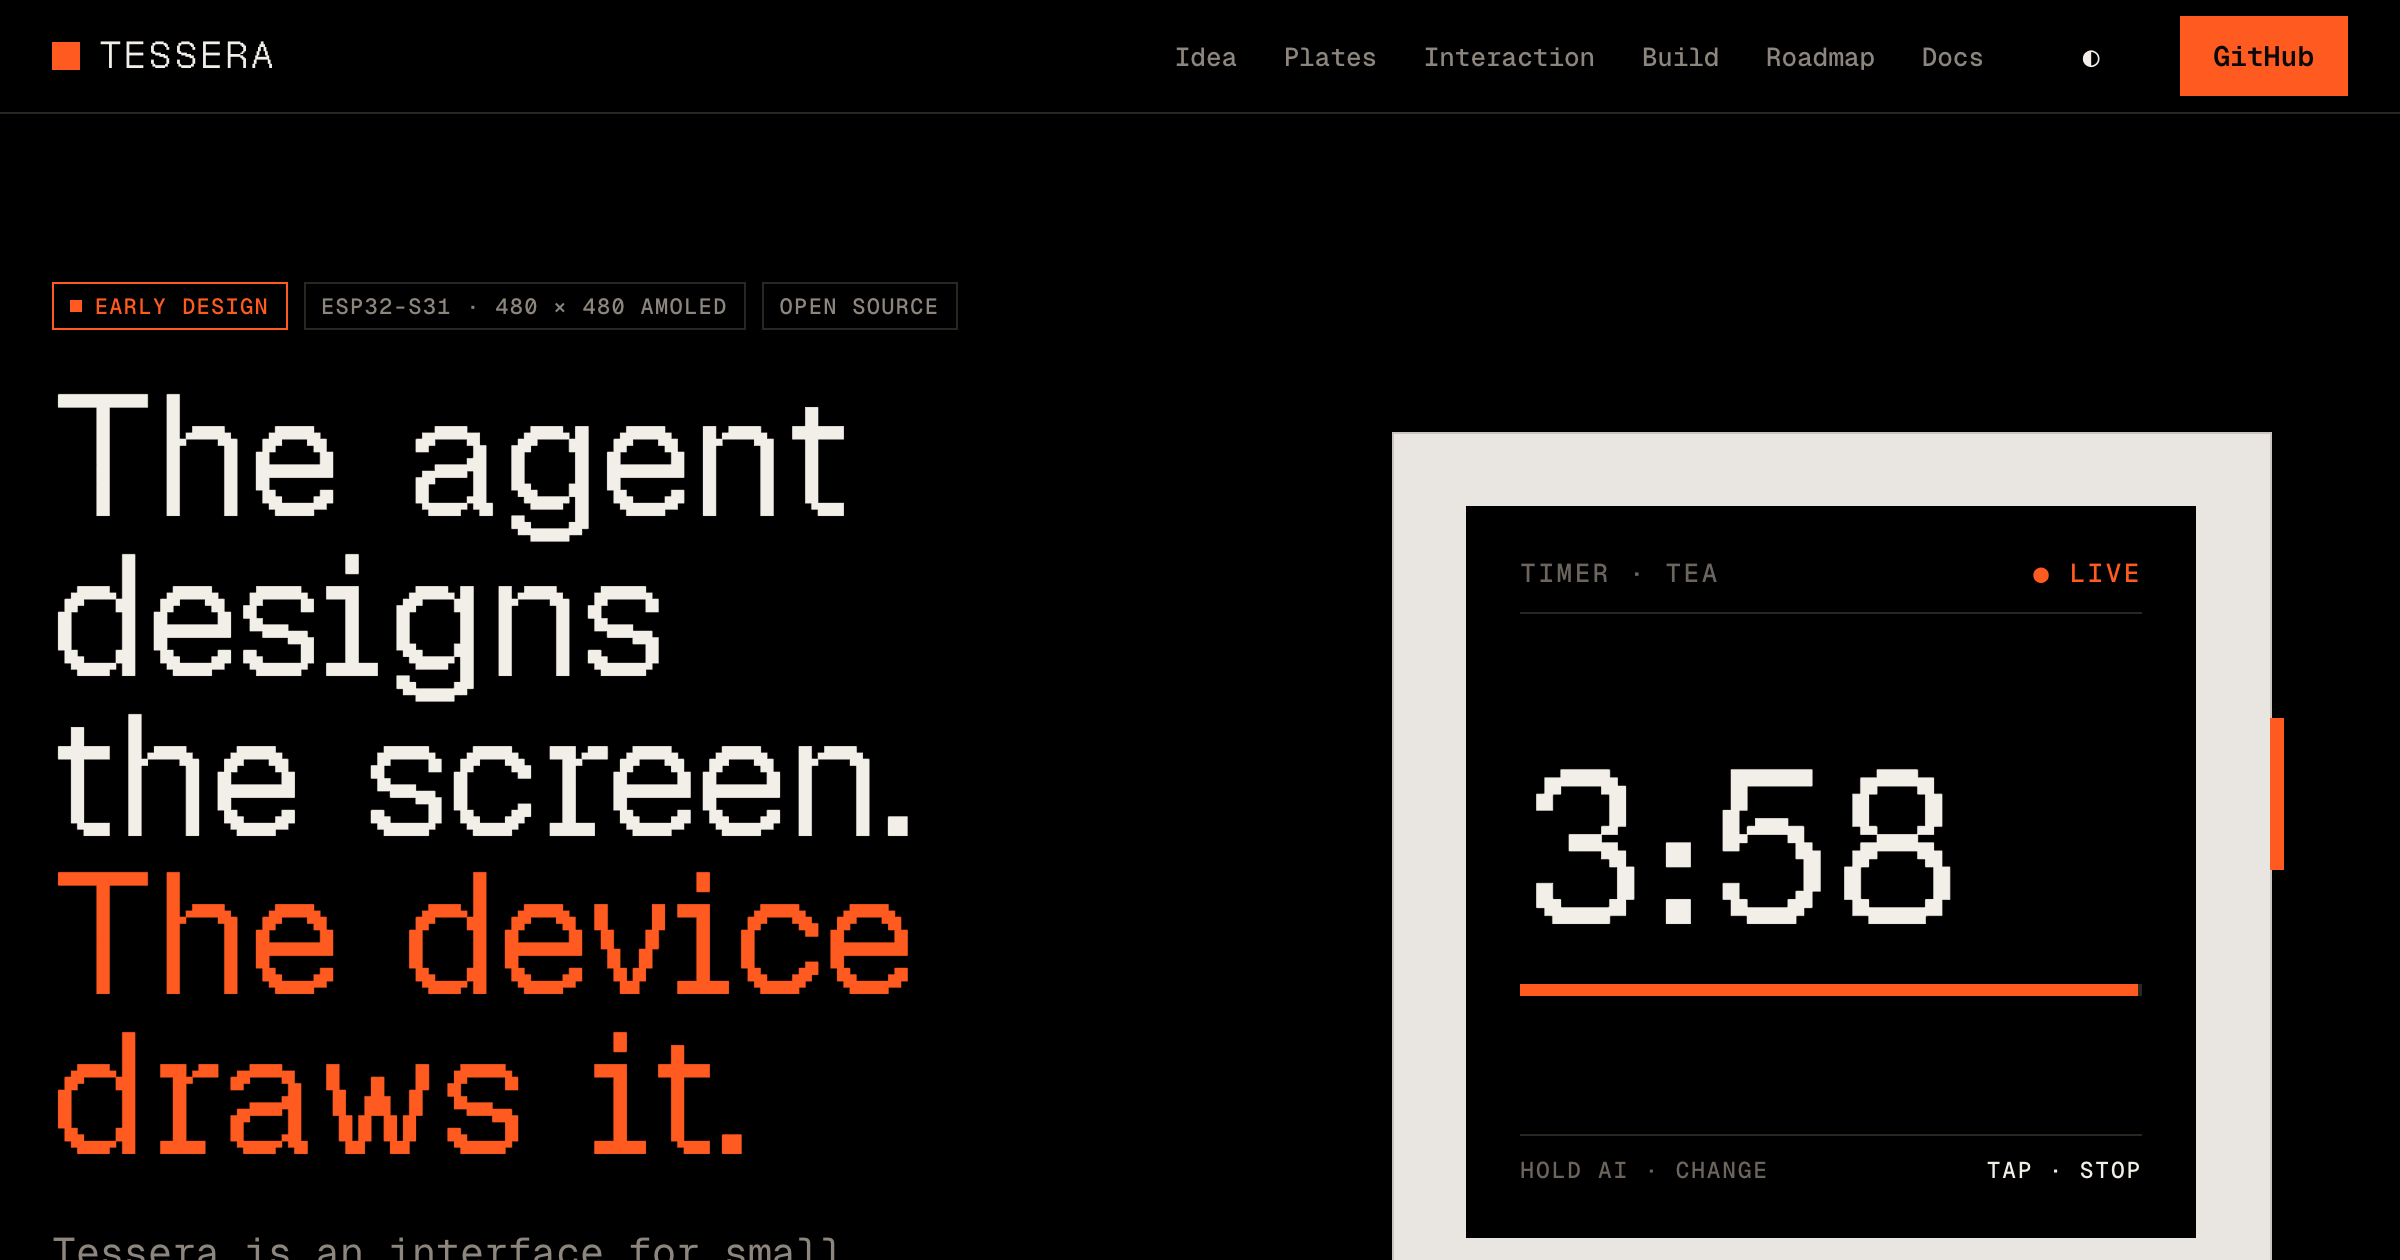 TESSERA
Idea Plates Interaction Build Roadmap Docs GitHub
EARLY DESIGN
ESP32-S31 · 480 × 480 AMOLED
OPEN SOURCE
The agent
designs
the screen.
The device
draws it.
Tessera is an interface for small
TIMER · TEA
● LIVE
3:58
HOLD AI · CHANGE
TAP · STOP